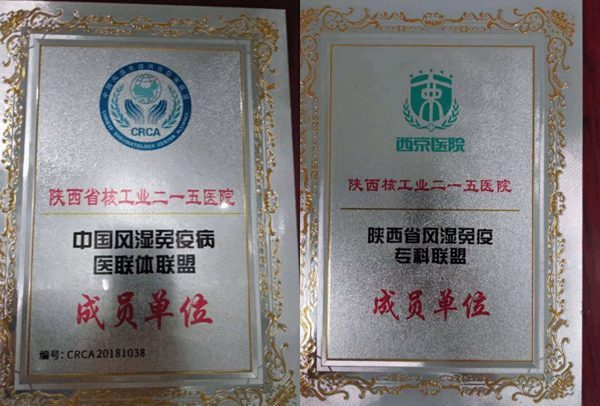 CRCA
陕西省核工业二一五医院
中国风湿免疫病
医联体联盟
成员单位
编号：CRCA 20181038
西京医院
陕西核工业二一五医院
陕西省风湿免疫
专科联盟
成员单位